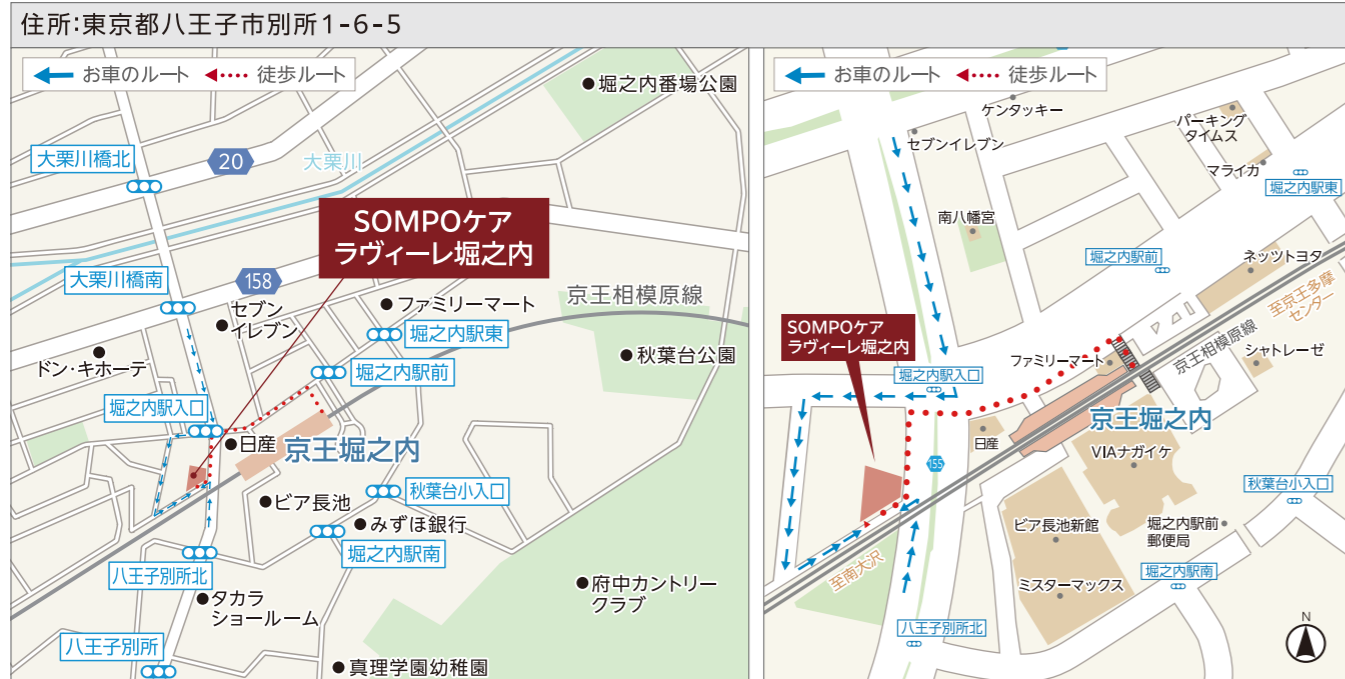 住所:東京都八王子市別所1-6-5
お車のルート
徒歩ルート
堀之内番場公園
大栗川橋北
20
大栗川
SOMPOケア
ラヴィーレ堀之内
大栗川橋南
158
セブン
イレブン
ファミリーマート
京王相模原線
堀之内駅東
ドン・キホーテ
秋葉台公園
堀之内駅前
堀之内駅入口
日産
京王堀之内
ビア長池
秋葉台小入口
みずほ銀行
堀之内駅南
八王子別所北
タカラ
ショールーム
府中カントリー
クラブ
八王子別所
真理学園幼稚園
お車のルート
徒歩ルート
ケンタッキー
パーキング
タイムス
セブンイレブン
マライカ
堀之内駅東
南八幡宮
堀之内駅前
ネッツトヨタ
至京王多摩
センター
SOMPOケア
ラヴィーレ堀之内
京王相模原線
ファミリーマート
シャトレーゼ
堀之内駅入口
京王堀之内
日産
VIAナガイケ
155
秋葉台小入口
ビア長池新館
堀之内駅前
郵便局
至南大沢
堀之内駅南
ミスターマックス
八王子別所北
N